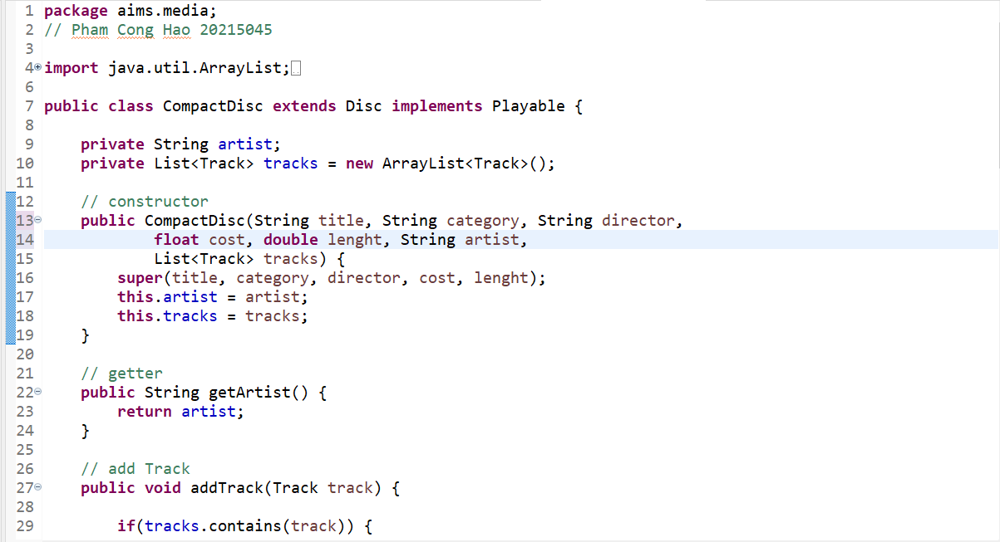 1 package aims.media;
2 // Pham Cong Hao 20215045
3
4 import java.util.ArrayList;
6
7 public class CompactDisc extends Disc implements Playable {
8
9     private String artist;
10     private List<Track> tracks = new ArrayList<Track>();
11
12     // constructor
13     public CompactDisc(String title, String category, String director,
14             float cost, double lenght, String artist,
15             List<Track> tracks) {
16         super(title, category, director, cost, lenght);
17         this.artist = artist;
18         this.tracks = tracks;
19     }
20
21     // getter
22     public String getArtist() {
23         return artist;
24     }
25
26     // add Track
27     public void addTrack(Track track) {
28
29         if(tracks.contains(track)) {